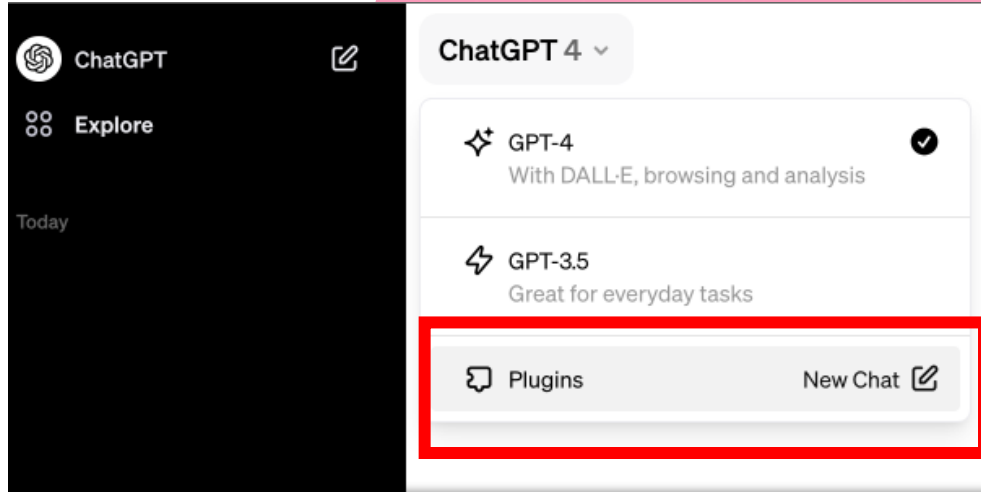 ChatGPT
Explore
Today
ChatGPT 4
GPT-4
With DALL·E, browsing and analysis
GPT-3.5
Great for everyday tasks
Plugins New Chat